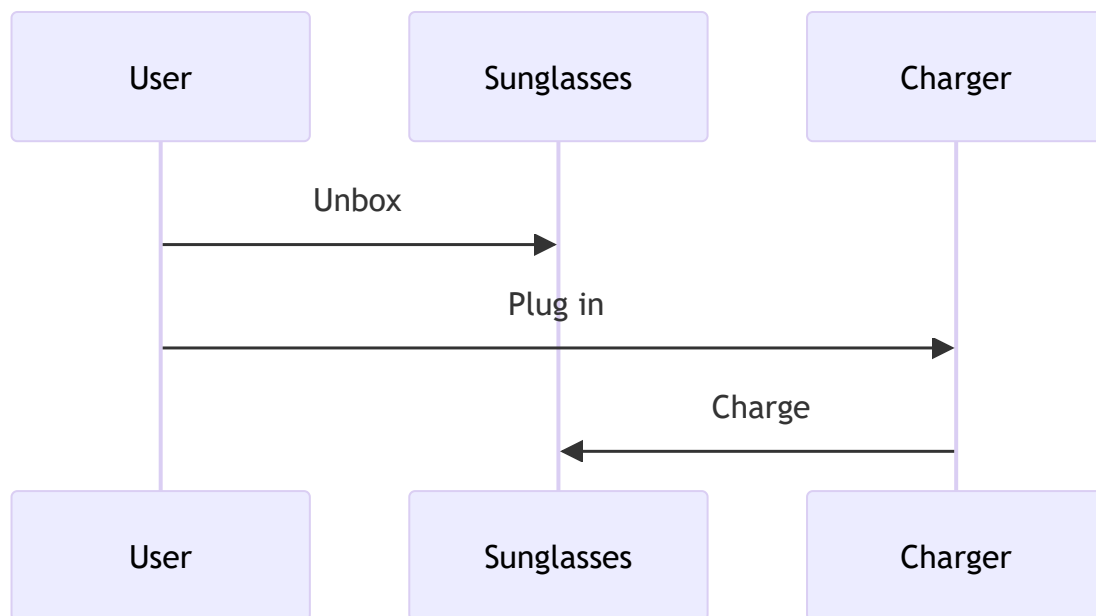 User Sunglasses Charger
Unbox
Plug in
Charge
User Sunglasses Charger